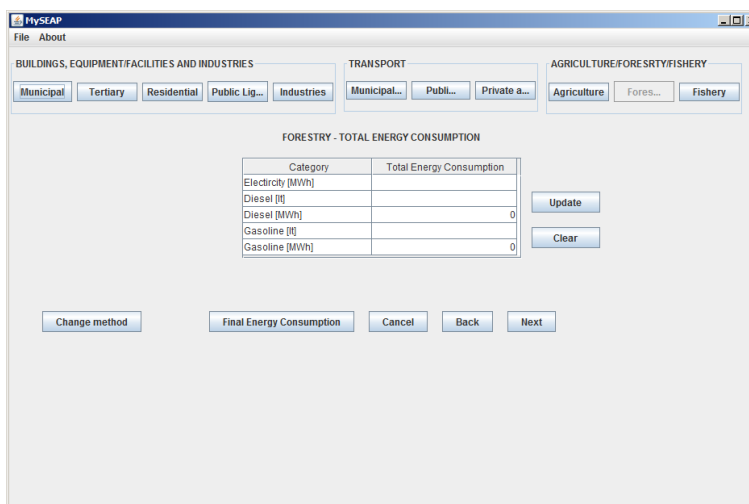 MySEAP
File About
BUILDINGS, EQUIPMENT/FACILITIES AND INDUSTRIES TRANSPORT AGRICULTURE/FORESRTY/FISHERY
Municipal Tertiary Residential Public Lig... Industries Municipal... Publi... Private a... Agriculture Fores... Fishery
FORESTRY - TOTAL ENERGY CONSUMPTION
Category Total Energy Consumption
Electircity [MWh]
Diesel [lt]
Diesel [MWh] 0
Gasoline [lt]
Gasoline [MWh] 0
Update
Clear
Change method Final Energy Consumption Cancel Back Next